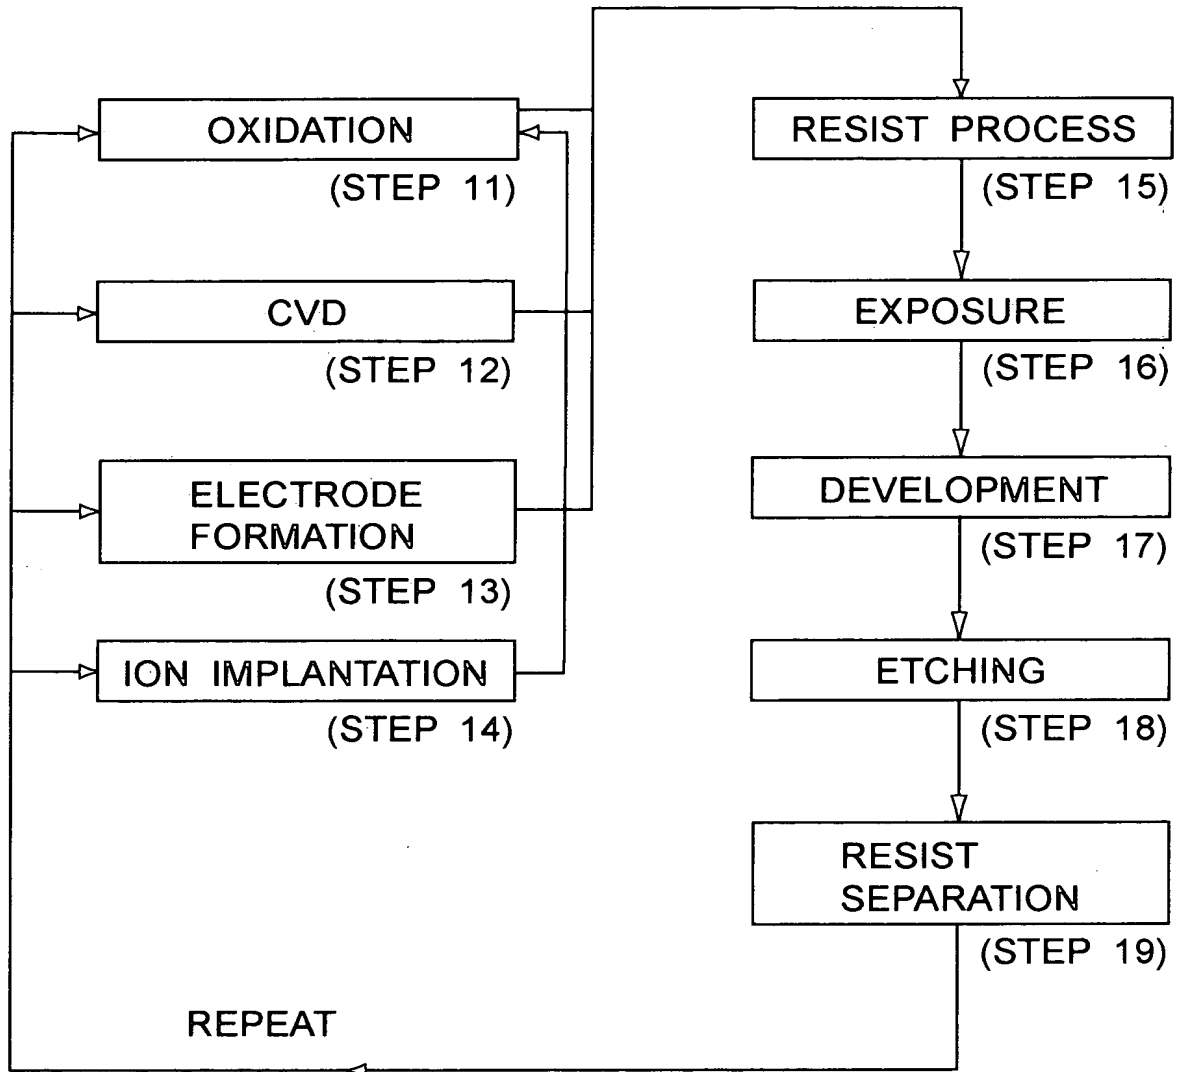 OXIDATION
(STEP 11)
CVD
(STEP 12)
ELECTRODE
FORMATION
(STEP 13)
ION IMPLANTATION
(STEP 14)
RESIST PROCESS
(STEP 15)
EXPOSURE
(STEP 16)
DEVELOPMENT
(STEP 17)
ETCHING
(STEP 18)
RESIST
SEPARATION
(STEP 19)
REPEAT